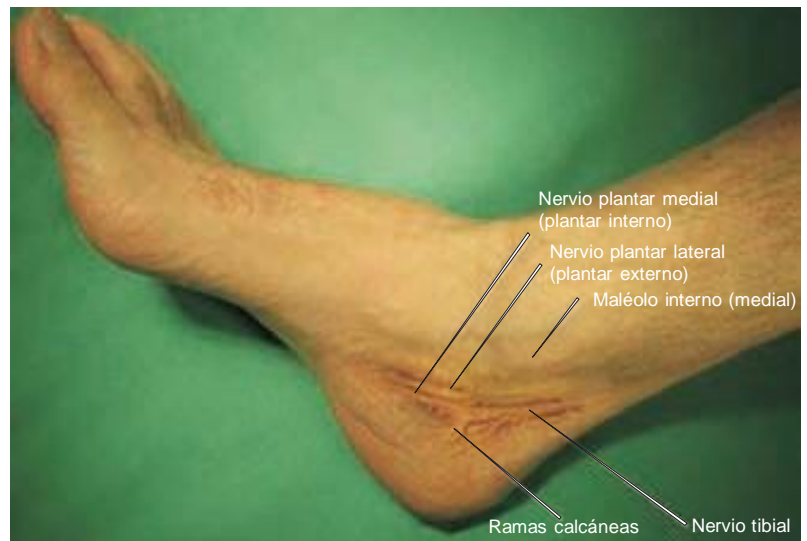 Nervio plantar medial
(plantar interno)
Nervio plantar lateral
(plantar externo)
Maléolo interno (medial)
Ramas calcáneas
Nervio tibial